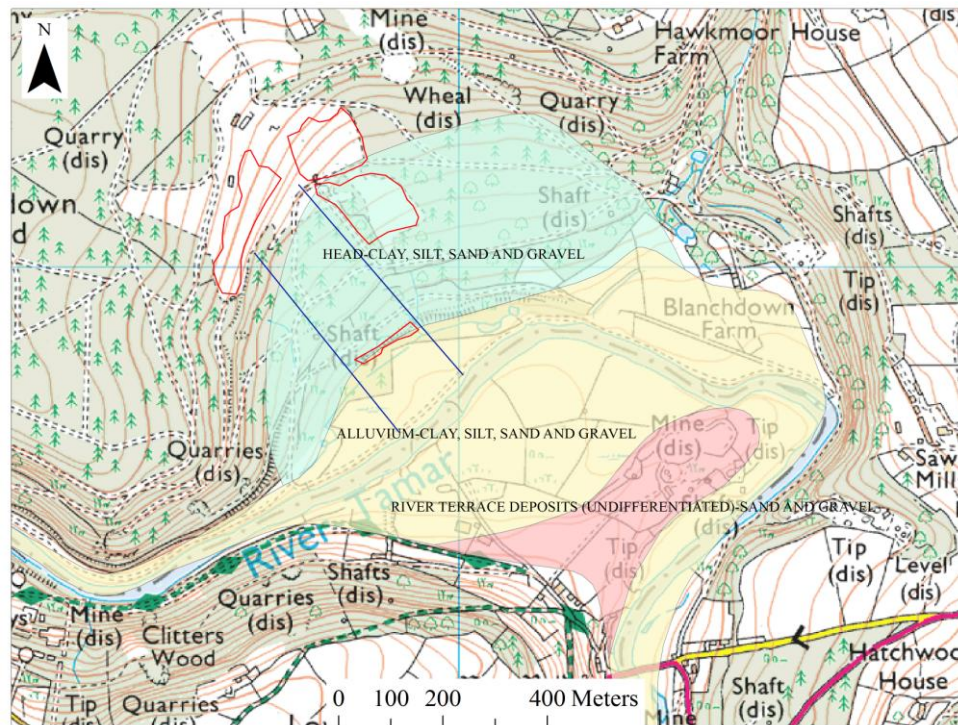 N
Mine
(dis)
Hawkmoor House
Farm
(dis)
Wheal
(dis)
Quarry
(dis)
Quarry
(dis)
down
d
Shaft
(dis)
Shafts
(dis)
HEAD-CLAY, SILT, SAND AND GRAVEL
Tip
(dis)
Blanchdown
Farm
Shaft
(dis)
ALLUVIUM-CLAY, SILT, SAND AND GRAVEL
Mine
(dis)
Tip
(dis)
Quarries
(dis)
Saw
Mill
RIVER TERRACE DEPOSITS (UNDIFFERENTIATED)-SAND AND GRAVEL
Shafts
(dis)
River Tamar
Tip
(dis)
Tip
(dis)
Level
(dis)
Shafts
(dis)
Quarries
(dis)
Mine
(dis)
Clitters
Wood
Hatchwood
House
Shaft
(dis)
Tip
(dis)
Quarries
(dis)
0 100 200 400 Meters
Mine